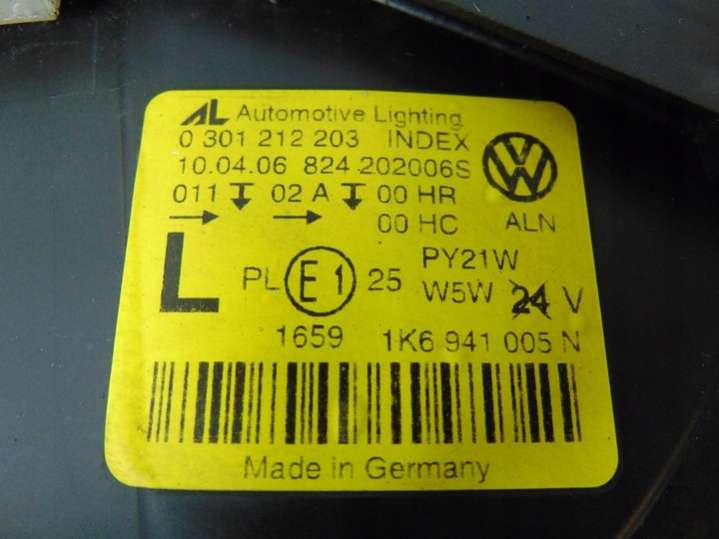 AL Automotive Lighting
0 301 212 203 INDEX
10.04.06 824-202006S
011 02 A 00 HR
00 HC ALN
L PL E1 25 PY21W
W5W 24 V
1659 1K6 941 005 N
Made in Germany